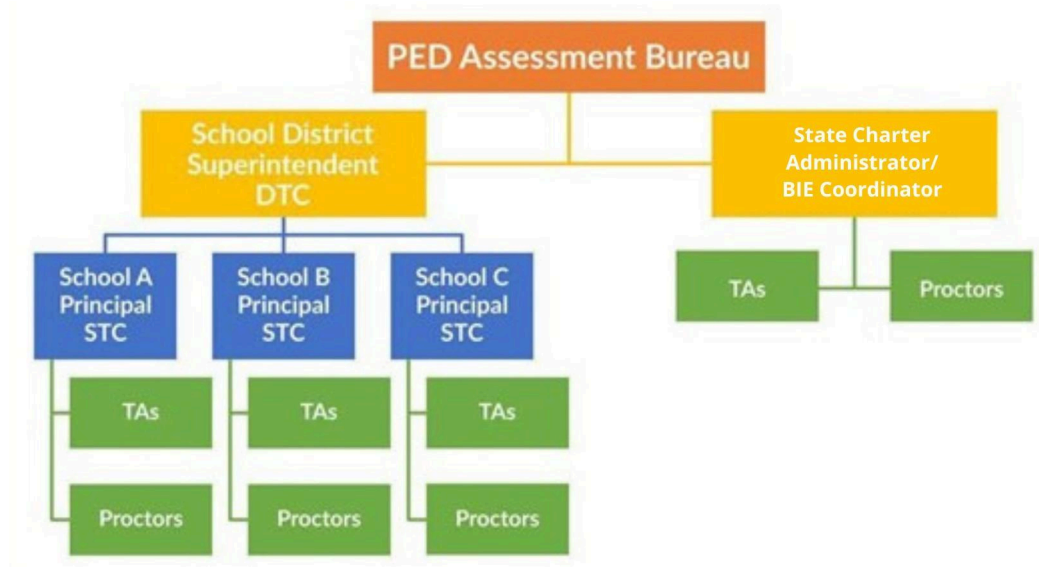 PED Assessment Bureau
School District
Superintendent
DTC
State Charter
Administrator/
BIE Coordinator
School A
Principal
STC
School B
Principal
STC
School C
Principal
STC
TAs
Proctors
TAs
TAs
TAs
Proctors
Proctors
Proctors